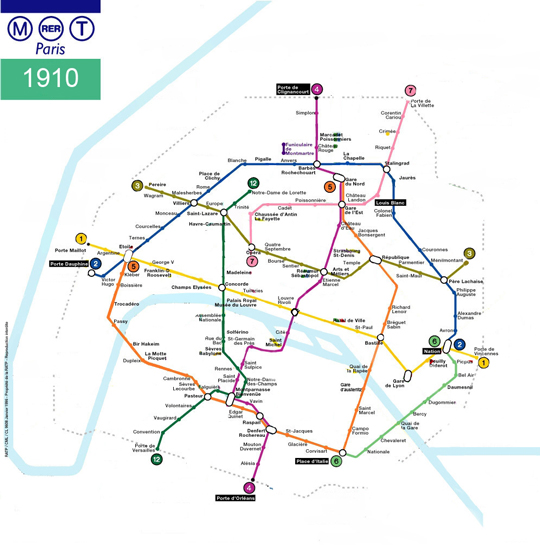 M RER T
Paris
1910
Porte de
Clignancourt
4
7
Porte de
La Villette
Simplon
Corentin
Cariou
Crimée
Marcadet
Poissonniers
Château
Rouge
Funiculaire
de
Montmartre
Riquet
Place de
Clichy
Blanche
Pigalle
Anvers
Barbès
Rochechouart
La
Chapelle
Stalingrad
Jaurès
3
Pereire
Wagram
Malesherbes
Villiers
Rome
12
Notre-Dame de Lorette
5
Gare
du Nord
Château
Landon
Louis Blanc
Colonel
Fabien
Monceau
Europe
Saint-Lazare
Havre-Caumartin
Trinité
Cadet
Poissonnière
Chaussée d'Antin
La Fayette
Gare
de l'Est
Château
d'Eau
Jacques
Bonsergent
Courcelles
Ternes
1
Porte Maillot
Argentine
Etoile
Opéra
7
Quatre
Septembre
Bourse
Sentier
Réaumur
Sébastopol
Strasbourg
St-Denis
Arts et
Métiers
Temple
République
Parmentier
Couronnes
Ménilmontant
3
Père Lachaise
Porte Dauphine
2
Victor
Hugo
5
Kléber
Boissière
George V
Franklin D
Roosevelt
Champs Elysées
Madeleine
Concorde
Tuileries
Palais Royal
Musée du Louvre
Louvre
Rivoli
Etienne
Marcel
Philippe
Auguste
Alexandre
Dumas
Avron
Trocadéro
Passy
Assemblée
Nationale
Solférino
Rue du
Bac
Sèvres
Babylone
St-Germain
des Prés
Cité
Saint
Michel
Hôtel de Ville
St-Paul
Richard
Lenoir
Bréguet
Sabin
Bastille
6
Nation
2
Porte de
Vincennes
1
Picpus
Bel Air
Reuilly
Diderot
Daumesnil
Bir Hakeim
La Motte
Picquet
Dupleix
Cambronne
Sèvres
Lecourbe
Pasteur
Falguière
Rennes
Saint
Placide
Saint
Sulpice
Notre-Dame-
des-Champs
Montparnasse
Bienvenüe
Vavin
Edgar
Quinet
Raspail
Quai de
la Rapée
Gare
d'Austerlitz
Gare
de Lyon
Dugommier
Bercy
Quai de
la Gare
Chevaleret
Nationale
Volontaires
Vaugirard
Convention
Porte de
Versailles
12
Denfert
Rochereau
Mouton
Duvernet
Alésia
4
Porte d'Orléans
St-Jacques
Glacière
Corvisart
Saint
Marcel
Campo
Formio
6
Place d'Italie